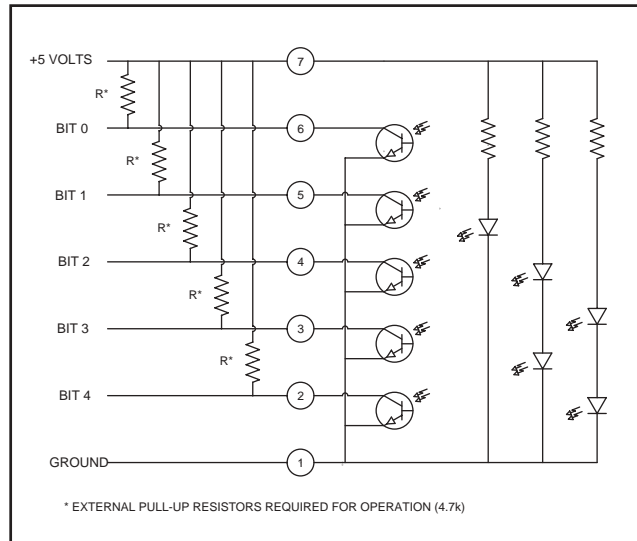 +5 VOLTS 7
R*
BIT 0 6
R*
BIT 1 5
R*
BIT 2 4
R*
BIT 3 3
R*
BIT 4 2
GROUND 1
* EXTERNAL PULL-UP RESISTORS REQUIRED FOR OPERATION (4.7k)